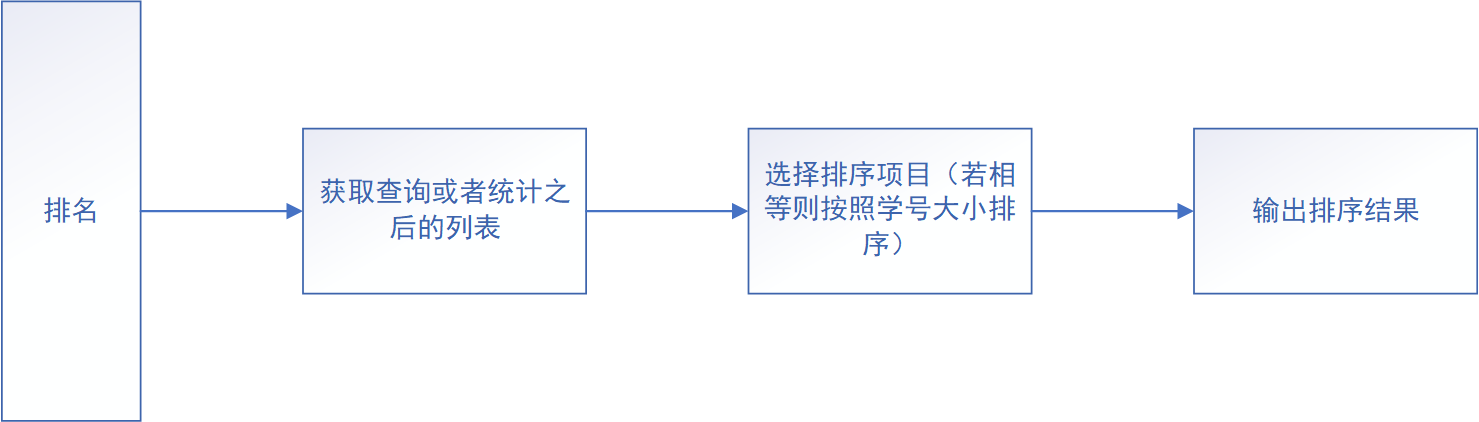 排名
获取查询或者统计之
后的列表
选择排序项目（若相
等则按照学号大小排
序）
输出排序结果